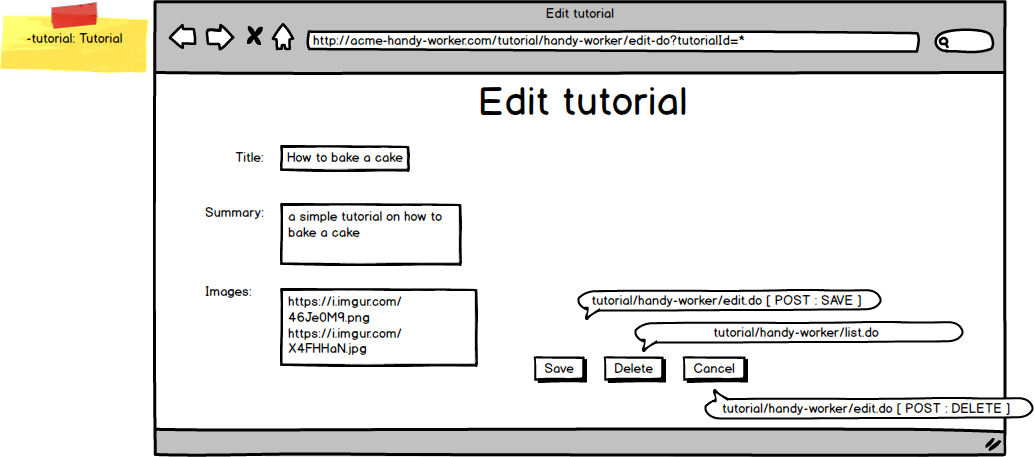 -tutorial: Tutorial
Edit tutorial
http://acme-handy-worker.com/tutorial/handy-worker/edit-do?tutorialId=*
Edit tutorial
Title:
How to bake a cake
Summary:
a simple tutorial on how to
bake a cake
Images:
https://i.imgur.com/
46Je0M9.png
https://i.imgur.com/
X4FHHaN.jpg
tutorial/handy-worker/edit.do [ POST : SAVE ]
tutorial/handy-worker/list.do
Save
Delete
Cancel
tutorial/handy-worker/edit.do [ POST : DELETE ]